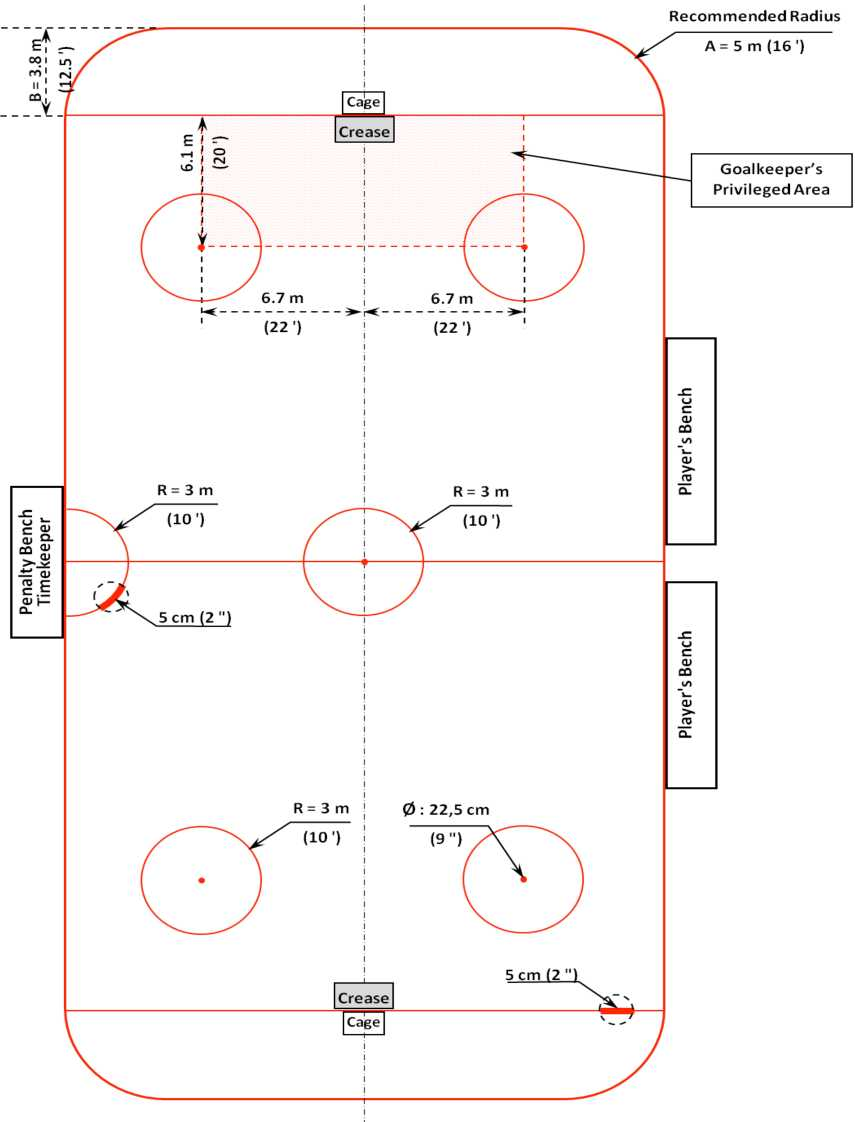 Recommended Radius
A = 5 m (16 ')
B = 3.8 m
(12.5 ')
Cage
Crease
6.1 m
(20 ')
Goalkeeper's
Privileged Area
6.7 m
(22 ')
6.7 m
(22 ')
Player's Bench
R = 3 m
(10 ')
R = 3 m
(10 ')
Penalty Bench
Timekeeper
5 cm (2 ")
Player's Bench
R = 3 m
(10 ')
Ø : 22,5 cm
(9 ")
5 cm (2 ")
Crease
Cage